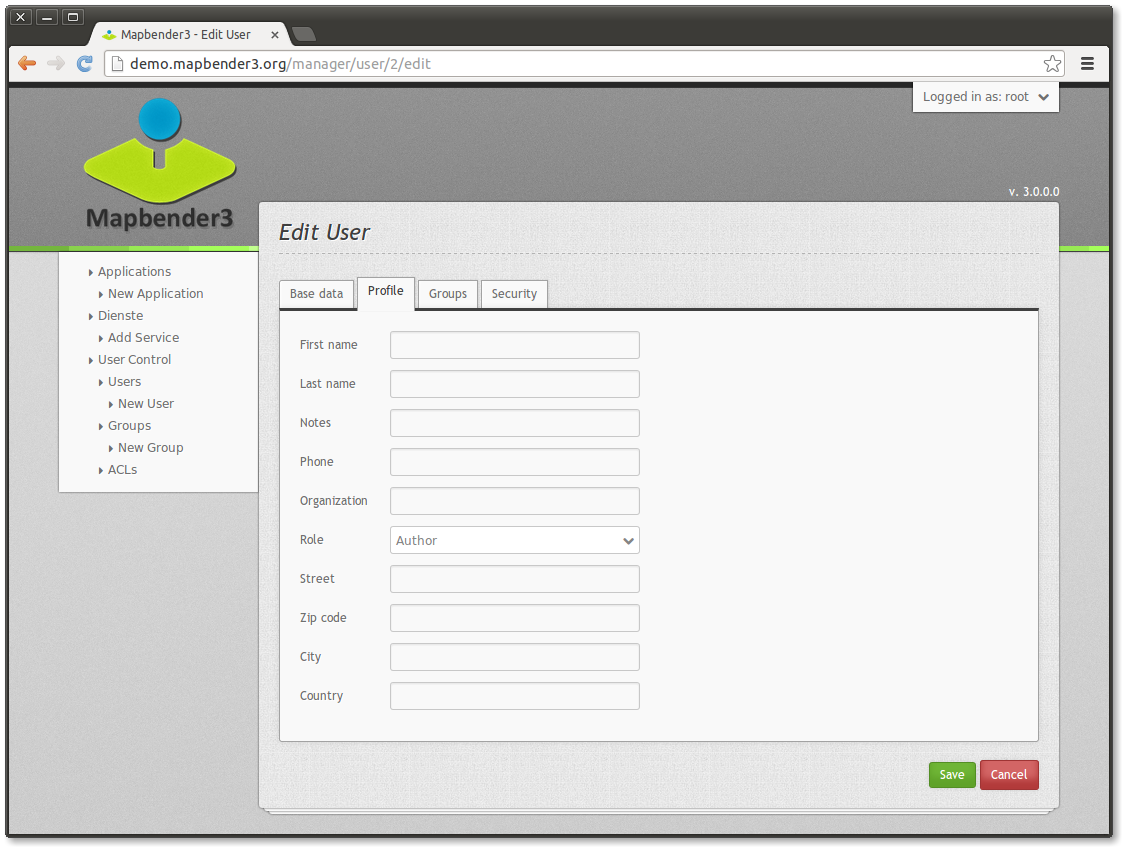 Mapbender3 - Edit User
demo.mapbender3.org/manager/user/2/edit
Logged in as: root
Mapbender3
v. 3.0.0.0
Applications
New Application
Dienste
Add Service
User Control
Users
New User
Groups
New Group
ACLs
Edit User
Base data Profile Groups Security
First name
Last name
Notes
Phone
Organization
Role Author
Street
Zip code
City
Country
Save Cancel